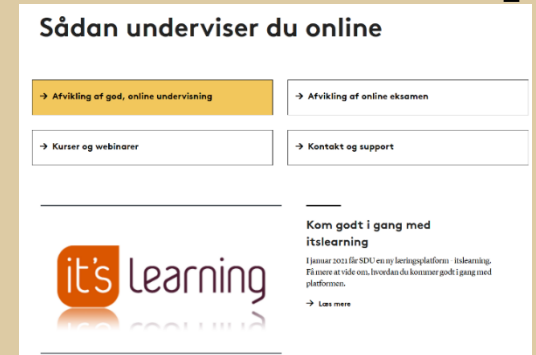 Sådan underviser du online
→ Afvikling af god, online undervisning
→ Afvikling af online eksamen
→ Kurser og webinarer
→ Kontakt og support
it's Learning
Kom godt i gang med
itslearning
I januar 2021 får SDU en ny læringsplatform - itslearning.
Få mere at vide om, hvordan du kommer godt i gang med
platformen.
→ Læs mere